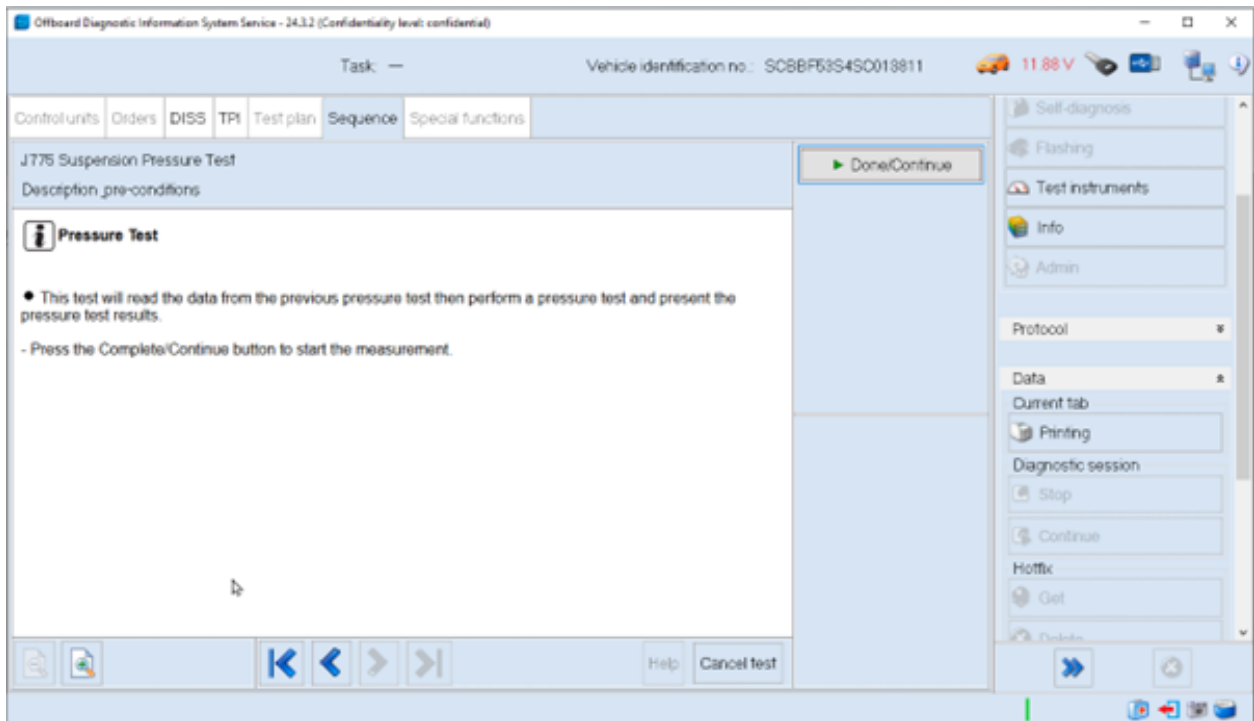 Offboard Diagnostic Information System Service - 24.3.2 (Confidentiality level: confidential)
Task: —
Vehicle identification no.: SCBBF53S4SC013811
11.88 V
Control units Orders DISS TPI Test plan Sequence Special functions
J775 Suspension Pressure Test
Description ,pre-conditions
Done/Continue
Pressure Test
● This test will read the data from the previous pressure test then perform a pressure test and present the
pressure test results.
- Press the Complete/Continue button to start the measurement.
Help
Cancel test
Self-diagnosis
Flashing
Test instruments
Info
Admin
Protocol
Data
Current tab
Printing
Diagnostic session
Stop
Continue
Hotfix
Get
Delete